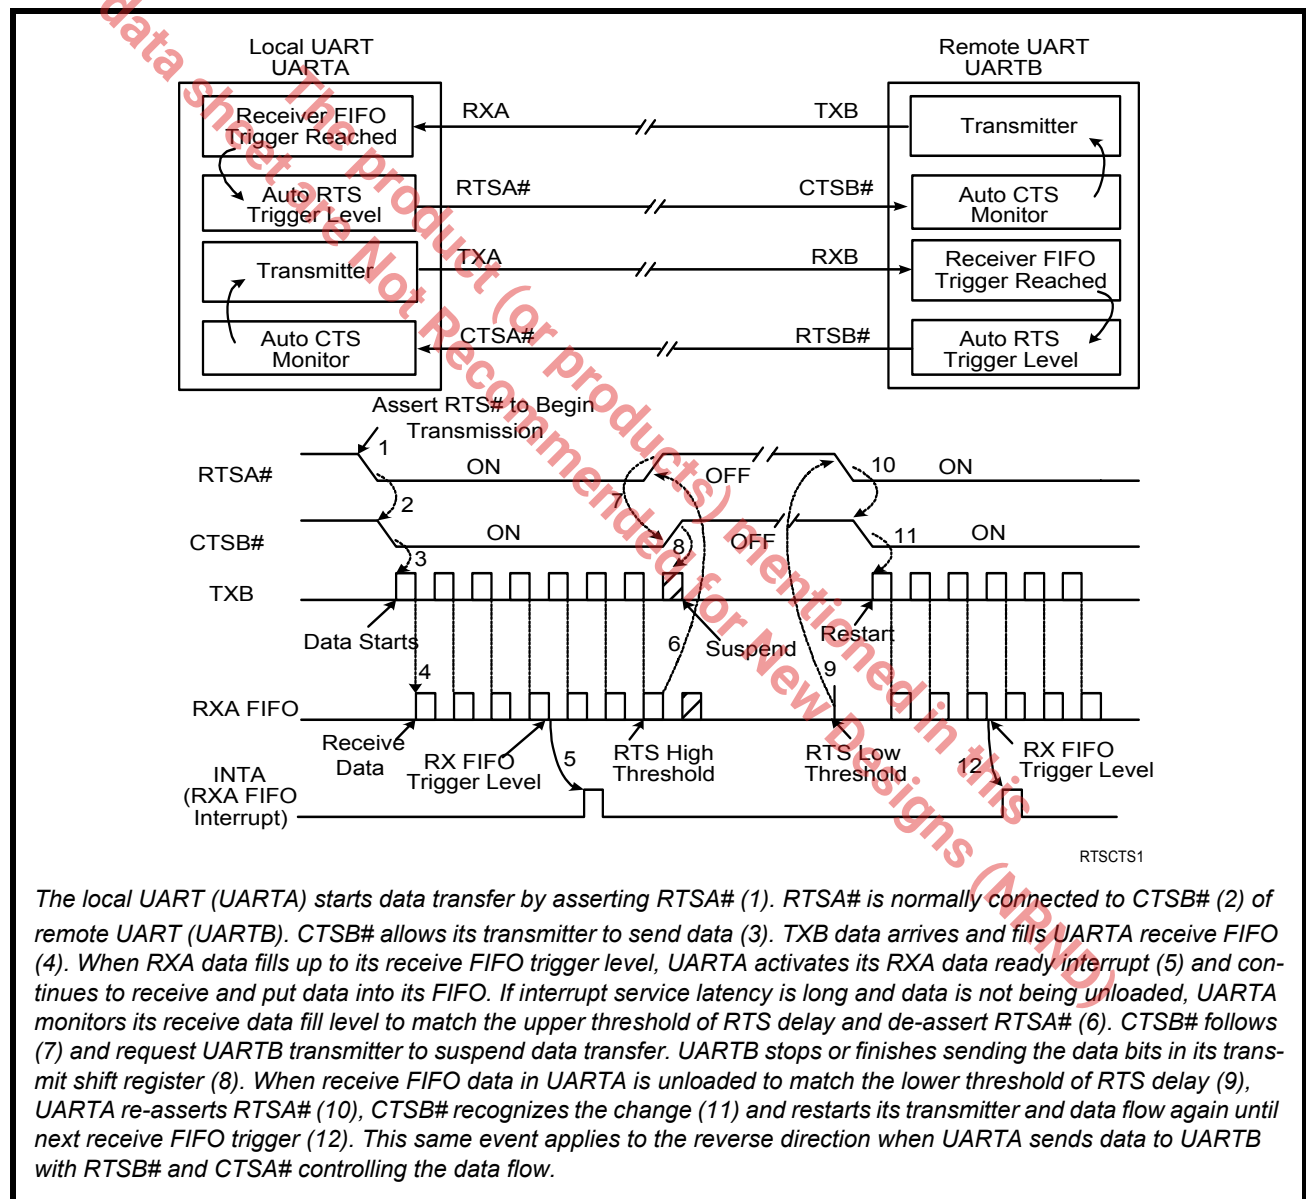 Local UART
UARTA
Remote UART
UARTB
Receiver FIFO
Trigger Reached
RXA
TXB
Transmitter
Auto RTS
Trigger Level
RTSA#
CTSB#
Auto CTS
Monitor
Transmitter
TXA
RXB
Receiver FIFO
Trigger Reached
Auto CTS
Monitor
CTSA#
RTSB#
Auto RTS
Trigger Level
Assert RTS# to Begin
Transmission
RTSA#
1
ON
7
OFF
10
ON
2
CTSB#
ON
8
OFF
11
ON
3
TXB
Data Starts
6
Suspend
Restart
4
9
RXA FIFO
Receive
Data
RX FIFO
Trigger Level
5
RTS High
Threshold
RTS Low
Threshold
12
RX FIFO
Trigger Level
INTA
(RXA FIFO
Interrupt)
RTSCTS1
The local UART (UARTA) starts data transfer by asserting RTSA# (1). RTSA# is normally connected to CTSB# (2) of
remote UART (UARTB). CTSB# allows its transmitter to send data (3). TXB data arrives and fills UARTA receive FIFO
(4). When RXA data fills up to its receive FIFO trigger level, UARTA activates its RXA data ready interrupt (5) and con-
tinues to receive and put data into its FIFO. If interrupt service latency is long and data is not being unloaded, UARTA
monitors its receive data fill level to match the upper threshold of RTS delay and de-assert RTSA# (6). CTSB# follows
(7) and request UARTB transmitter to suspend data transfer. UARTB stops or finishes sending the data bits in its trans-
mit shift register (8). When receive FIFO data in UARTA is unloaded to match the lower threshold of RTS delay (9),
UARTA re-asserts RTSA# (10), CTSB# recognizes the change (11) and restarts its transmitter and data flow again until
next receive FIFO trigger (12). This same event applies to the reverse direction when UARTA sends data to UARTB
with RTSB# and CTSA# controlling the data flow.
The product (or products) mentioned in this
data sheet are Not Recommended for New Designs (NRND)